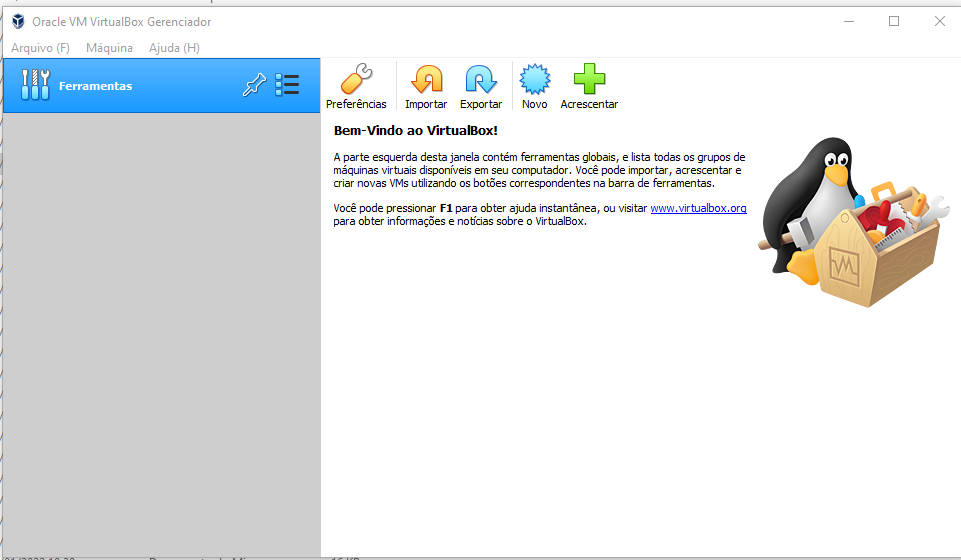 Oracle VM VirtualBox Gerenciador
Arquivo (F) Máquina Ajuda (H)
Ferramentas
Preferências Importar Exportar Novo Acrescentar
Bem-Vindo ao VirtualBox!
A parte esquerda desta janela contém ferramentas globais, e lista todas os grupos de
máquinas virtuais disponíveis em seu computador. Você pode importar, acrescentar e
criar novas VMs utilizando os botões correspondentes na barra de ferramentas.
Você pode pressionar F1 para obter ajuda instantânea, ou visitar www.virtualbox.org
para obter informações e notícias sobre o VirtualBox.